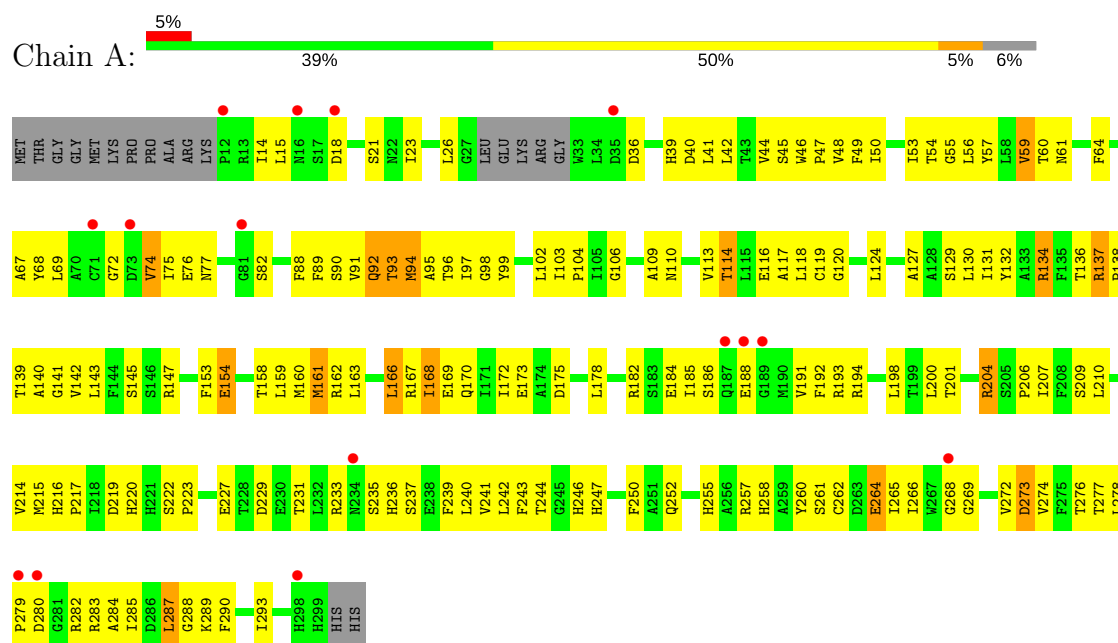 5%
Chain A:
39% 50% 5% 6%
MET THR GLY GLY MET LYS PRO PRO ALA ARG LYS P12 R13 I14 L15 N16 S17 D18 S21 N22 I23 L26 G27 LEU GLU LYS ARG GLY W33 L34 D35 D36 H39 D40 L41 L42 T43 V44 S45 W46 P47 V48 F49 I50 I53 T54 G55 L56 Y57 L58 V59 T60 N61 F64
A67 Y68 L69 A70 C71 G72 D73 V74 I75 E76 N77 G81 S82 F88 F89 S90 V91 Q92 T93 M94 A95 T96 I97 G98 Y99 L102 I103 P104 I105 G106 A109 N110 V113 T114 L115 E116 A117 L118 C119 G120 L124 A127 A128 S129 L130 I131 Y132 A133 R134 F135 T136 R137 P138
T139 A140 G141 V142 L143 F144 S145 S146 R147 F153 E154 T158 L159 M160 M161 R162 L163 L166 R167 I168 E169 Q170 I171 I172 E173 A174 D175 L178 R182 S183 E184 I185 S186 Q187 E188 G189 M190 V191 F192 R193 R194 L198 T199 L200 T201 R204 S205 P206 I207 F208 S209 L210
V214 M215 H216 P217 I218 D219 H220 H221 S222 P223 E227 T228 D229 E230 T231 L232 R233 N234 S235 H236 S237 E238 F239 L240 V241 L242 F243 T244 G245 H246 H247 F250 A251 Q252 H255 A256 R257 H258 A259 Y260 S261 C262 D263 E264 I265 I266 W267 G268 G269 V272 D273 V274 F275 T276 T277 L278
P279 D280 G281 R282 R283 A284 I285 D286 L287 G288 K289 F290 I293 H298 H299 HIS HIS